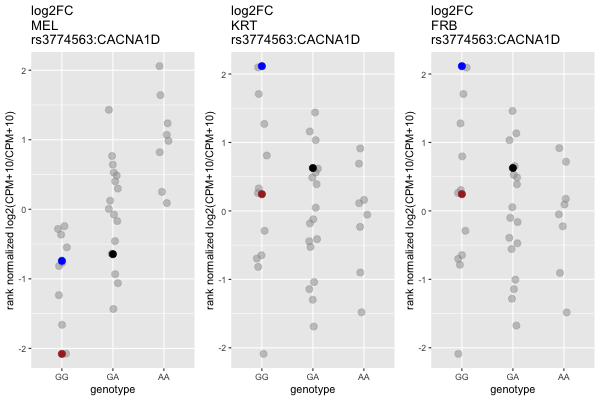 log2FC
MEL
rs3774563:CACNA1D
rank normalized log2(CPM+10/CPM+10)
2
1
0
-1
-2
GG
GA
AA
genotype
log2FC
KRT
rs3774563:CACNA1D
rank normalized log2(CPM+10/CPM+10)
2
1
0
-1
-2
GG
GA
AA
genotype
log2FC
FRB
rs3774563:CACNA1D
rank normalized log2(CPM+10/CPM+10)
2
1
0
-1
-2
GG
GA
AA
genotype